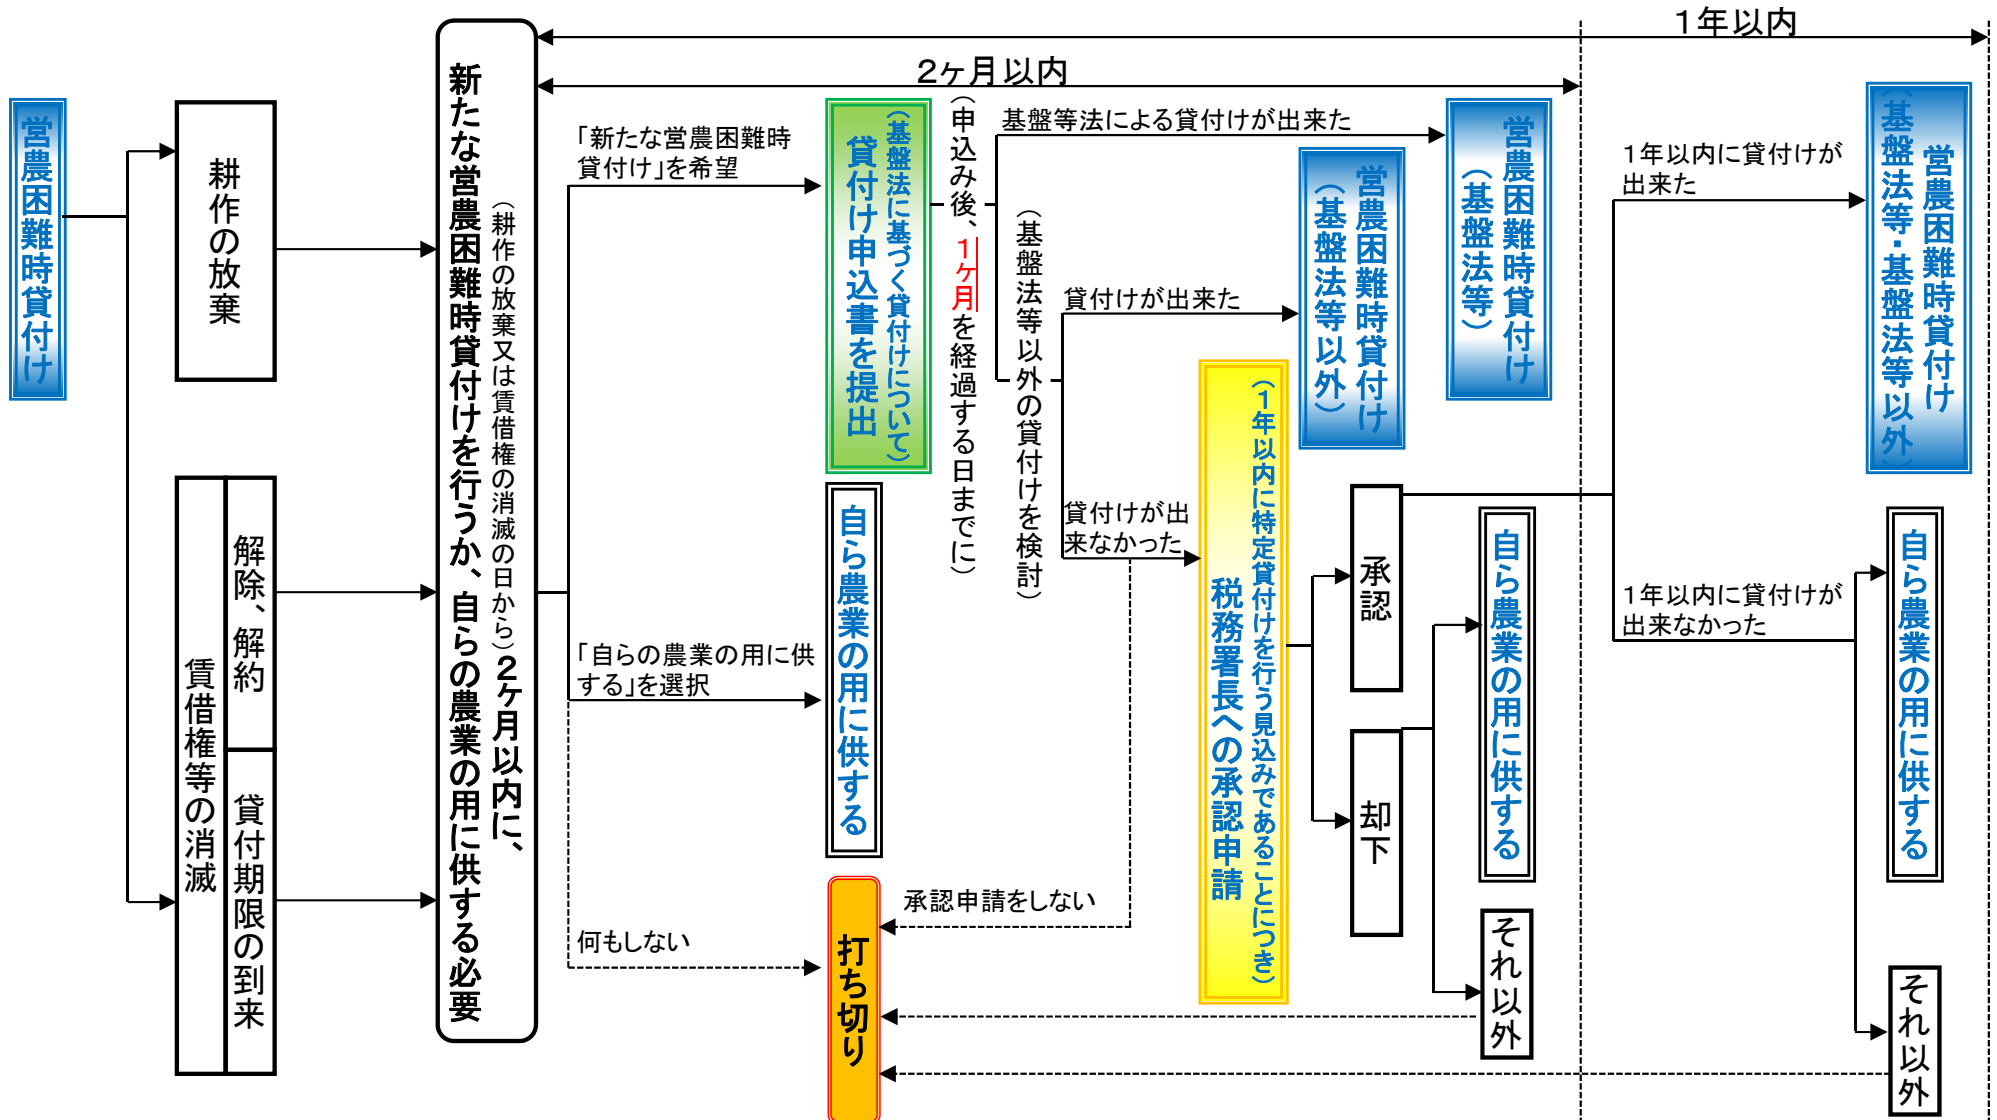 1年以内
2ヶ月以内
営農困難時貸付け
耕作の放棄
賃借権等の消滅
解除、解約
貸付期限の到来
(耕作の放棄又は賃借権の消滅の日から)2ヶ月以内に、
新たな営農困難時貸付けを行うか、自らの農業の用に供する必要
「新たな営農困難時
貸付け」を希望
「自らの農業の用に供
する」を選択
何もしない
(基盤法に基づく貸付けについて)
貸付け申込書を提出
自ら農業の用に供する
打ち切り
(申込み後、1ヶ月を経過する日までに)
基盤等法による貸付けが出来た
(基盤法等以外の貸付けを検討)
貸付けが出来た
貸付けが出
来なかった
承認申請をしない
営農困難時貸付け
(基盤法等以外)
営農困難時貸付け
(基盤法等)
(1年以内に特定貸付けを行う見込みであることにつき)
税務署長への承認申請
承認
却下
自ら農業の用に供する
それ以外
1年以内に貸付けが
出来た
1年以内に貸付けが
出来なかった
営農困難時貸付け
(基盤法等・基盤法等以外)
自ら農業の用に供する
それ以外